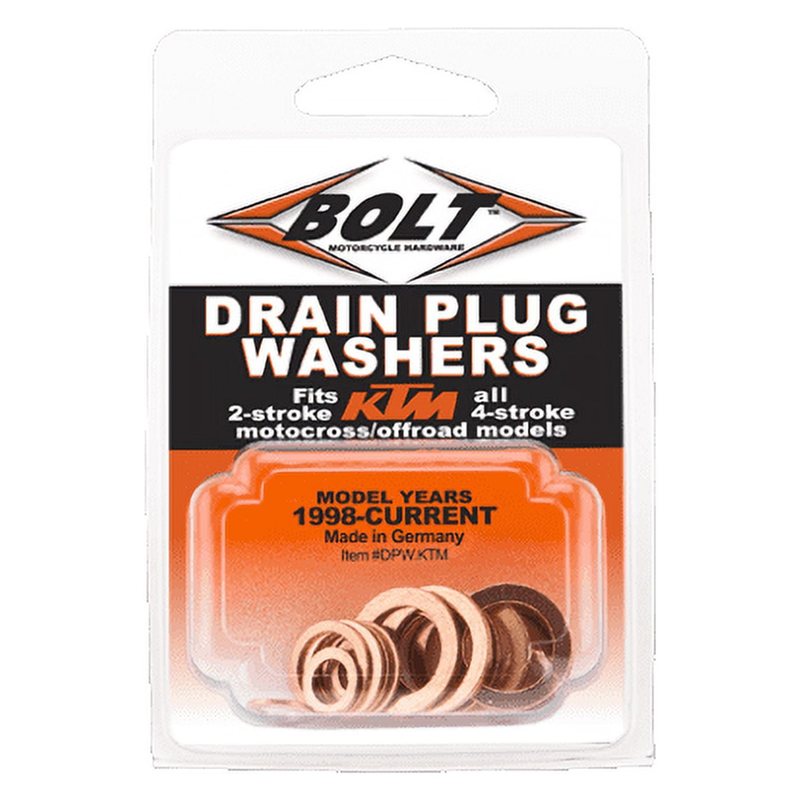 BOLT™
MOTORCYCLE HARDWARE
DRAIN PLUG
WASHERS
Fits KTM all
2-stroke 4-stroke
motocross/offroad models
MODEL YEARS
1998-CURRENT
Made in Germany
Item #DPW.KTM